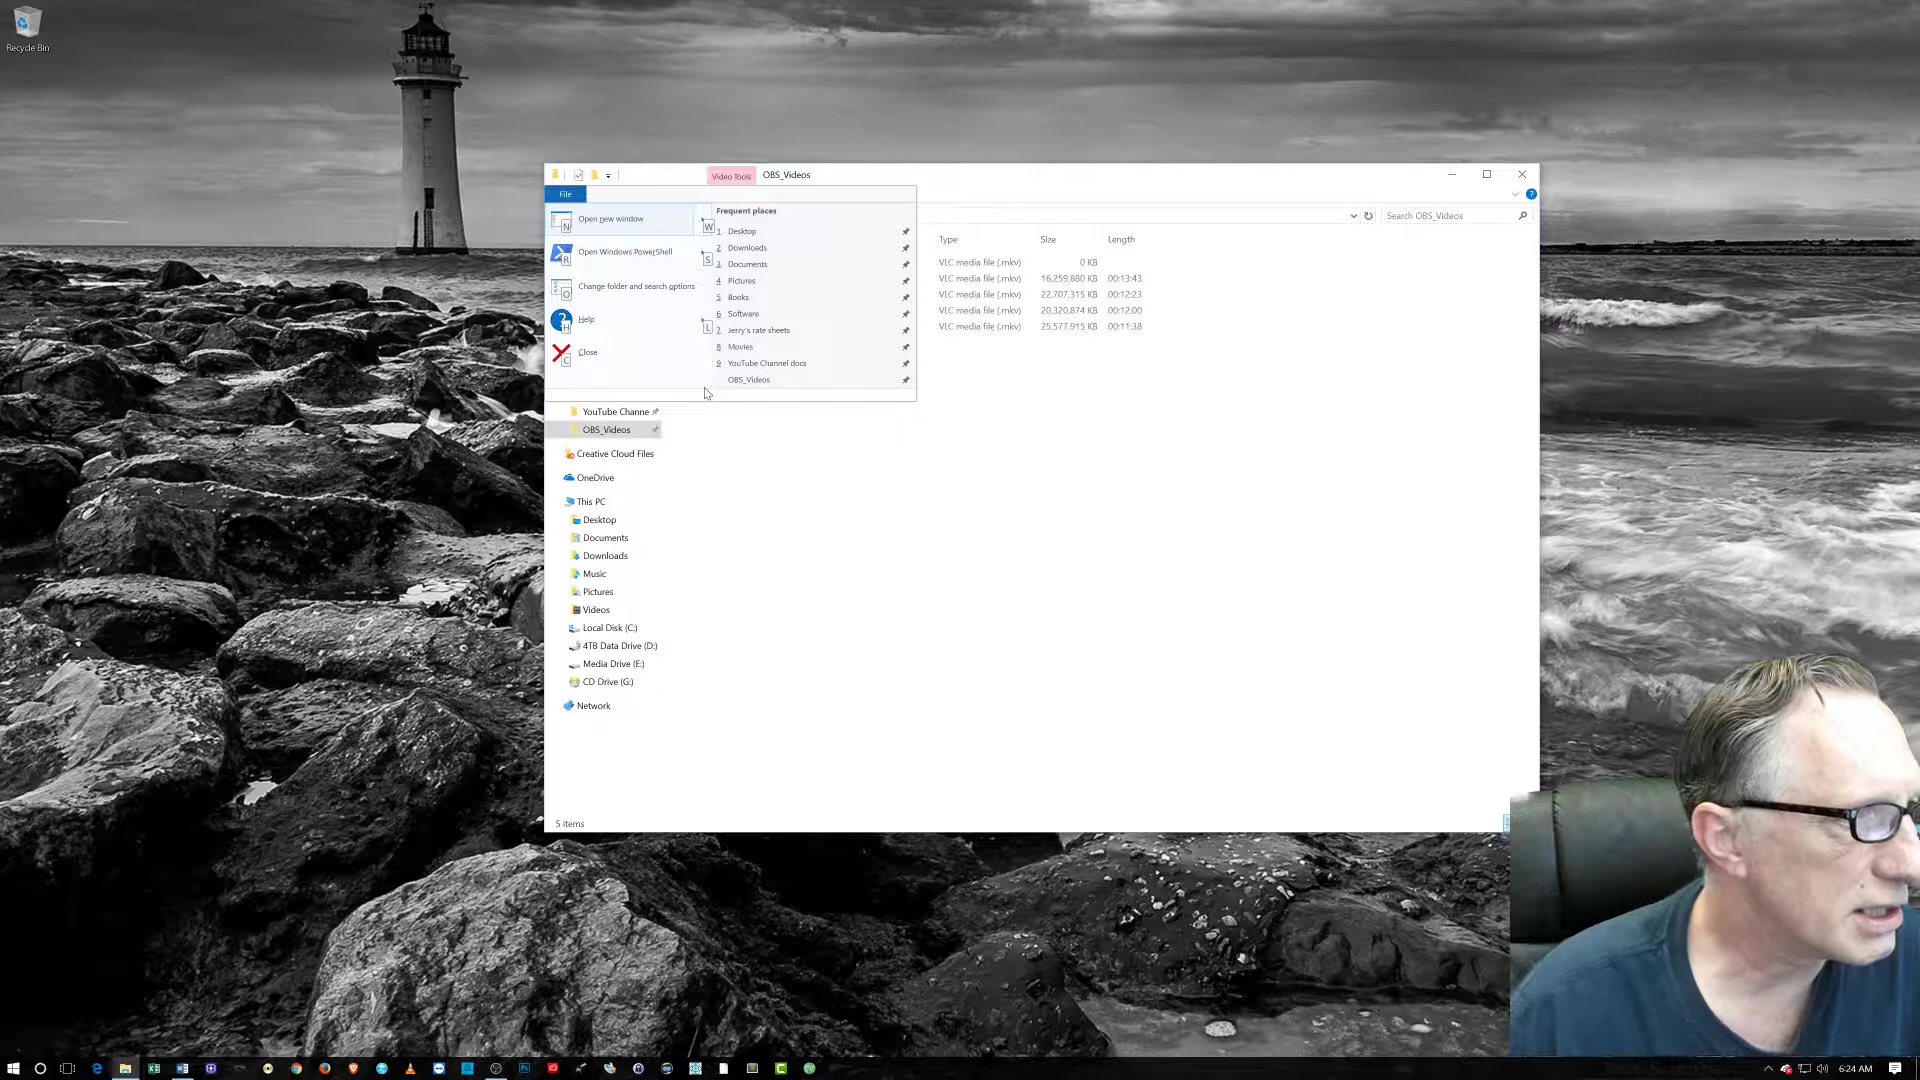 Recycle Bin
Video Tools
OBS_Videos
File
Search OBS_Videos
N
Open new window
W
R
Open Windows PowerShell
S
O
Change folder and search options
H
Help
L
C
Close
Frequent places
1 Desktop
2 Downloads
3 Documents
4 Pictures
5 Books
6 Software
7 Jerry's rate sheets
8 Movies
9 YouTube Channel docs
OBS_Videos
Type Size Length
VLC media file (.mkv) 0 KB
VLC media file (.mkv) 16,259,880 KB 00:13:43
VLC media file (.mkv) 22,707,315 KB 00:12:23
VLC media file (.mkv) 20,320,874 KB 00:12:00
VLC media file (.mkv) 25,577,915 KB 00:11:38
YouTube Channe
OBS_Videos
Creative Cloud Files
OneDrive
This PC
Desktop
Documents
Downloads
Music
Pictures
Videos
Local Disk (C:)
4TB Data Drive (D:)
Media Drive (E:)
CD Drive (G:)
Network
5 items
6:24 AM